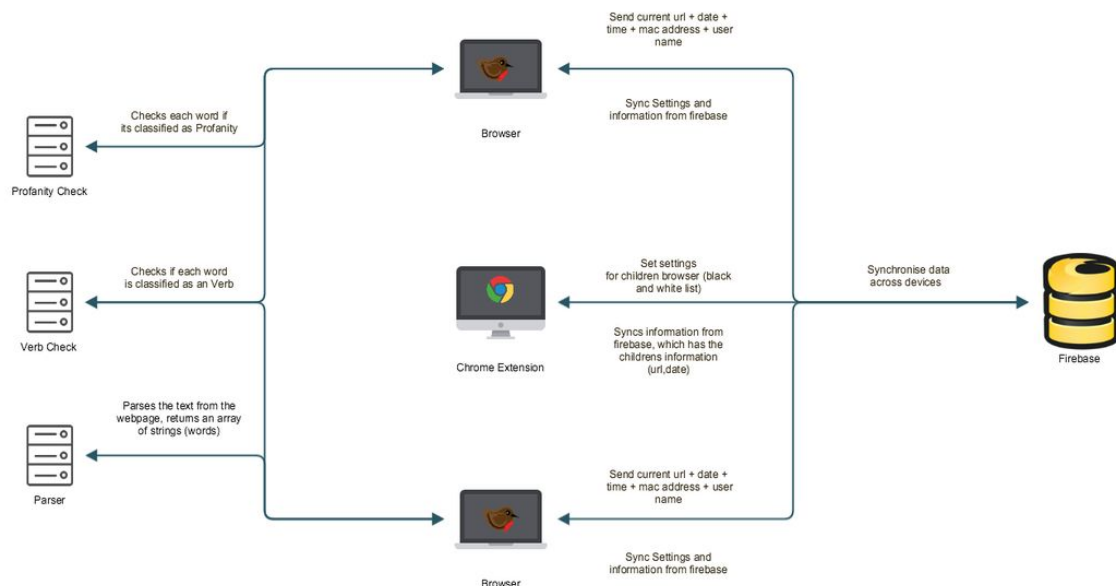 Send current url + date +
time + mac address + user
name
Sync Settings and
information from firebase
Browser
Checks each word if
its classified as Profanity
Profanity Check
Checks if each word
is classified as an Verb
Verb Check
Parses the text from the
webpage, returns an array
of strings (words)
Parser
Set settings
for children browser (black
and white list)
Syncs information from
firebase, which has the
childrens information
(url,date)
Chrome Extension
Synchronise data
across devices
Firebase
Send current url + date +
time + mac address + user
name
Sync Settings and
information from firebase
Browser